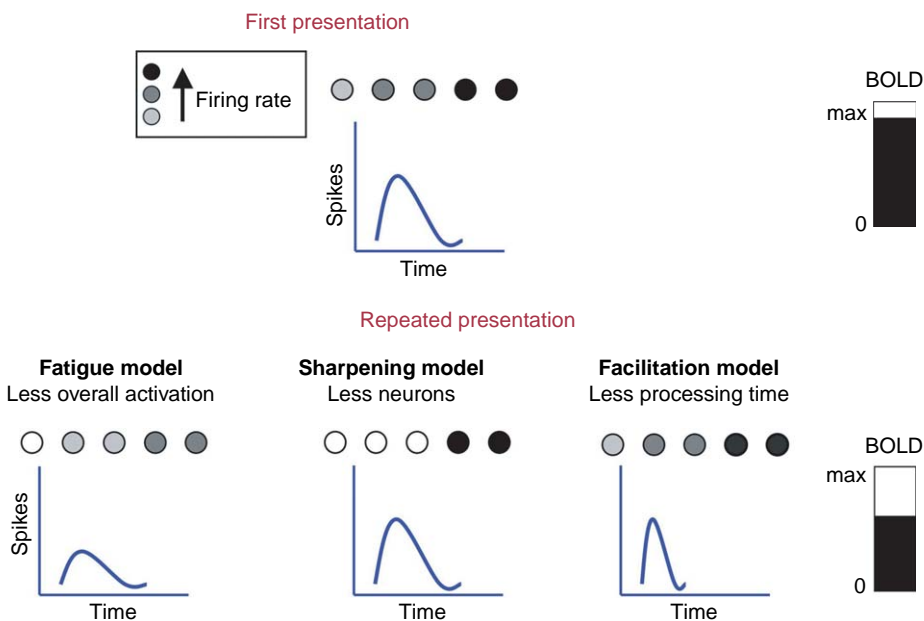 First presentation
Firing rate
BOLD
max
0
Spikes
Time
Repeated presentation
Fatigue model
Less overall activation
Sharpening model
Less neurons
Facilitation model
Less processing time
BOLD
max
0
Spikes
Time
Time
Time